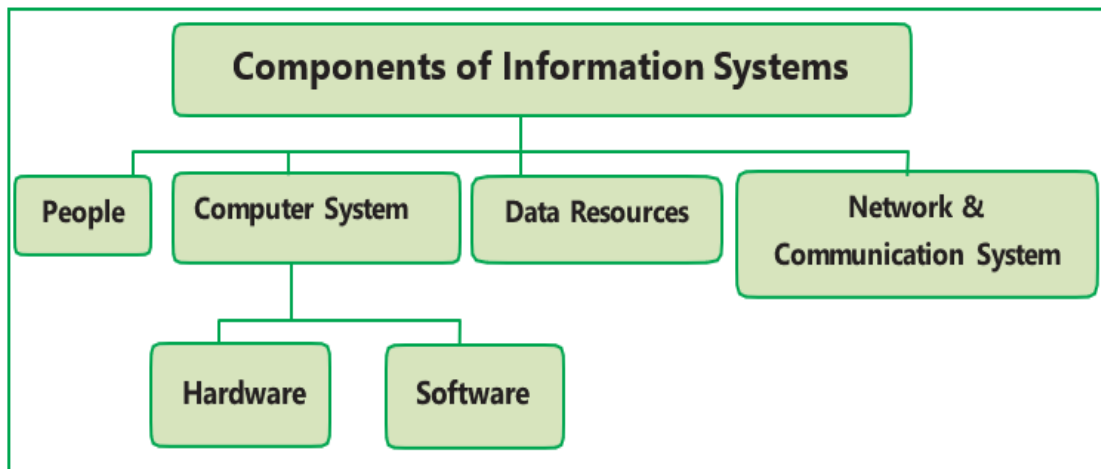 Components of Information Systems
People
Computer System
Data Resources
Network &
Communication System
Hardware
Software